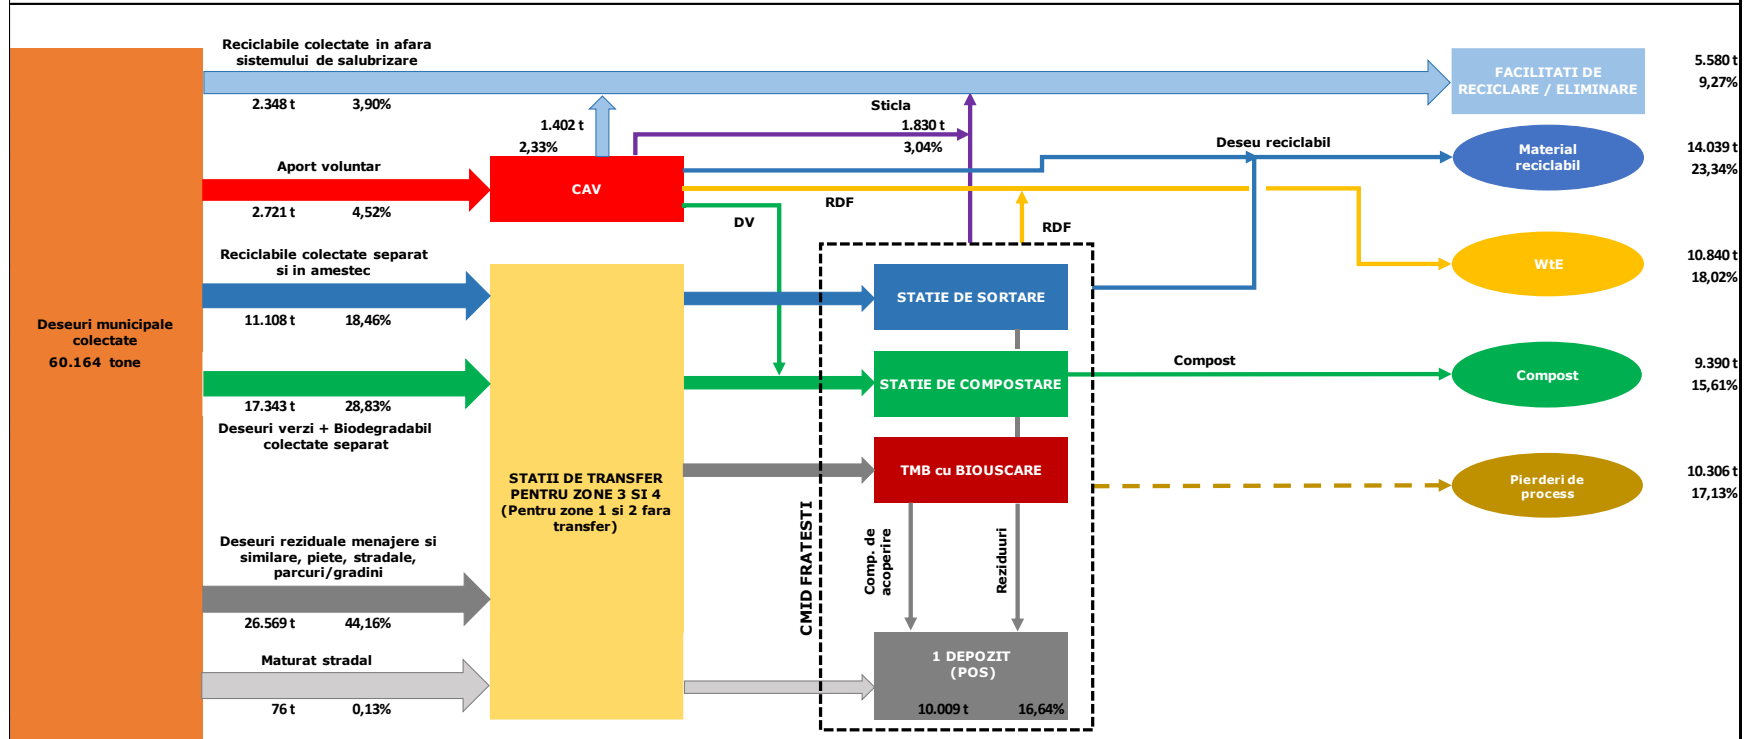 Reciclabile colectate in afara
sistemului de salubrizare
2.348 t 3,90%
1.402 t
2,33%
Sticla
1.830 t
3,04%
FACILITATI DE
RECICLARE / ELIMINARE
5.580 t
9,27%
Aport voluntar
2.721 t 4,52%
CAV
RDF
DV
RDF
Deseu reciclabil
Material
reciclabil
14.039 t
23,34%
Reciclabile colectate separat
si in amestec
11.108 t 18,46%
STATIE DE SORTARE
WtE
10.840 t
18,02%
Deseuri municipale
colectate
60.164 tone
17.343 t 28,83%
Deseuri verzi + Biodegradabil
colectate separat
STATIE DE COMPOSTARE
Compost
Compost
9.390 t
15,61%
STATII DE TRANSFER
PENTRU ZONE 3 SI 4
(Pentru zone 1 si 2 fara
transfer)
TMB cu BIOUSCARE
Pierderi de
process
10.306 t
17,13%
CMID FRATESTI
Comp. de
acoperire
Reziduuri
Deseuri reziduale menajere si
similare, piete, stradale,
parcuri/gradini
26.569 t 44,16%
Maturat stradal
76 t 0,13%
1 DEPOZIT
(POS)
10.009 t 16,64%